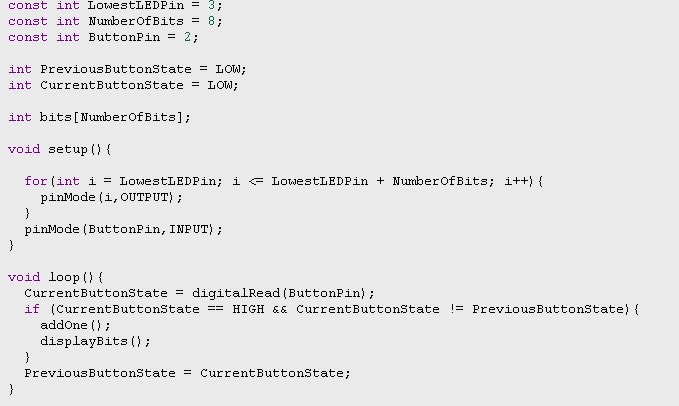 const int LowestLEDPin = 3;
const int NumberOfBits = 8;
const int ButtonPin = 2;
int PreviousButtonState = LOW;
int CurrentButtonState = LOW;
int bits[NumberOfBits];
void setup(){
for(int i = LowestLEDPin; i <= LowestLEDPin + NumberOfBits; i++){
pinMode(i,OUTPUT);
}
pinMode(ButtonPin,INPUT);
}
void loop(){
CurrentButtonState = digitalRead(ButtonPin);
if (CurrentButtonState == HIGH && CurrentButtonState != PreviousButtonState){
addOne();
displayBits();
}
PreviousButtonState = CurrentButtonState;
}